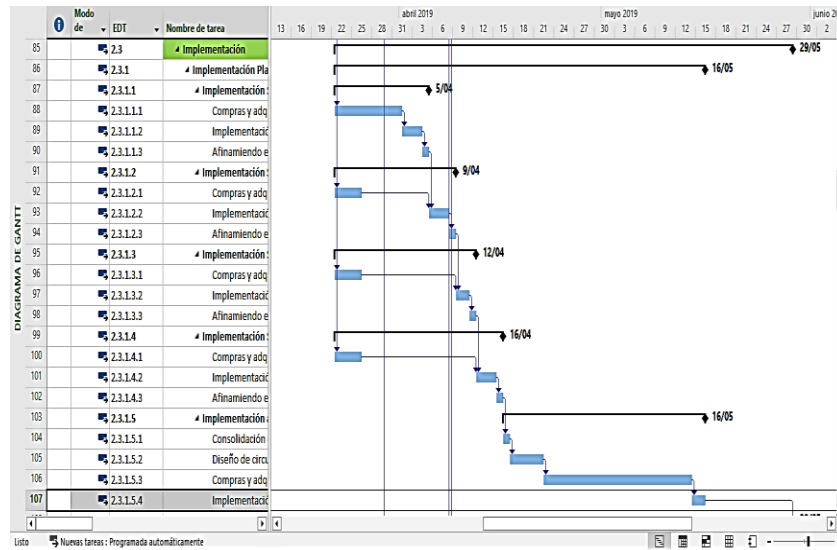 Modo de
EDT
Nombre de tarea
abril 2019
mayo 2019
junio 2
13 16 19 22 25 28 31 3 6 9 12 15 18 21 24 27 30 3 6 9 12 15 18 21 24 27 30 2
DIAGRAMA DE GANTT
85 2.3 Implementación 29/05
86 2.3.1 Implementación Pla 16/05
87 2.3.1.1 Implementación 5/04
88 2.3.1.1.1 Compras y adq
89 2.3.1.1.2 Implementació
90 2.3.1.1.3 Afinamiento e
91 2.3.1.2 Implementación 9/04
92 2.3.1.2.1 Compras y adq
93 2.3.1.2.2 Implementació
94 2.3.1.2.3 Afinamiento e
95 2.3.1.3 Implementación 12/04
96 2.3.1.3.1 Compras y adq
97 2.3.1.3.2 Implementació
98 2.3.1.3.3 Afinamiento e
99 2.3.1.4 Implementación 16/04
100 2.3.1.4.1 Compras y adq
101 2.3.1.4.2 Implementació
102 2.3.1.4.3 Afinamiento e
103 2.3.1.5 Implementación 16/05
104 2.3.1.5.1 Consolidación
105 2.3.1.5.2 Diseño de circu
106 2.3.1.5.3 Compras y adq
107 2.3.1.5.4 Implementació
Listo Nuevas tareas : Programada automáticamente